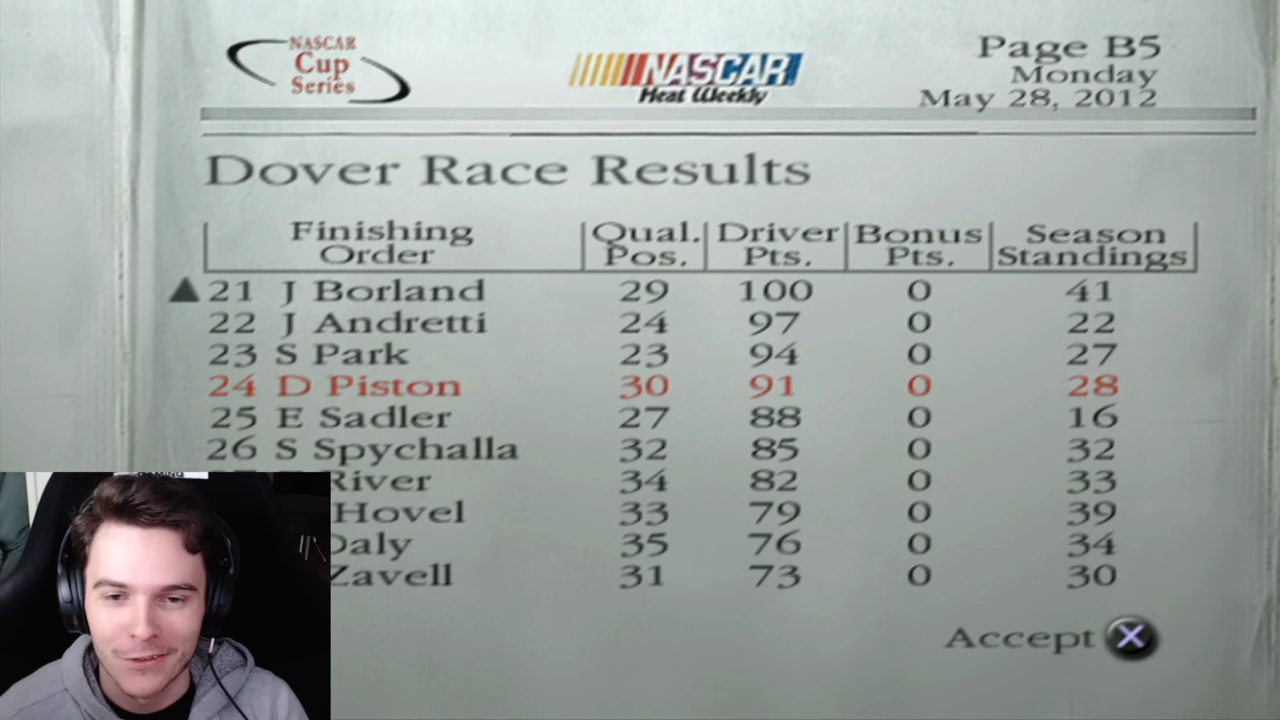 NASCAR
Cup
Series
NASCAR
Heat Weekly
Page B5
Monday
May 28, 2012
Dover Race Results
Finishing Order Qual. Pos. Driver Pts. Bonus Pts. Season Standings
21 J Borland 29 100 0 41
22 J Andretti 24 97 0 22
23 S Park 23 94 0 27
24 D Piston 30 91 0 28
25 E Sadler 27 88 0 16
26 S Spychalla 32 85 0 32
River 34 82 0 33
Hovel 33 79 0 39
Daly 35 76 0 34
Zavell 31 73 0 30
Accept X